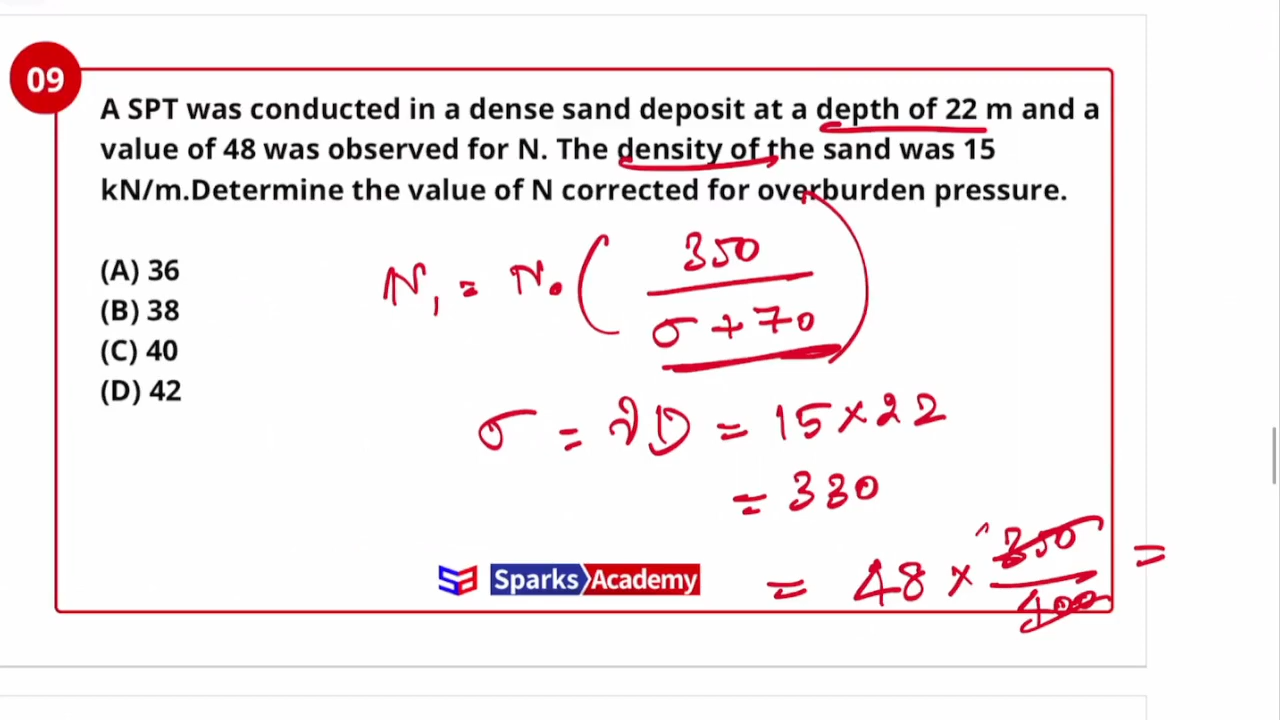 09
A SPT was conducted in a dense sand deposit at a depth of 22 m and a
value of 48 was observed for N. The density of the sand was 15
kN/m.Determine the value of N corrected for overburden pressure.
(A) 36
(B) 38
(C) 40
(D) 42
N₁ = N₀ (350 / σ + 70)
σ = γD = 15 × 22
= 330
= 48 × 350 / 400 =
Sparks Academy